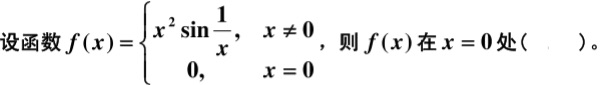 设函数 f(x) = { x² sin 1/x, x ≠ 0
0, x = 0 , 则 f(x) 在 x = 0 处( )。